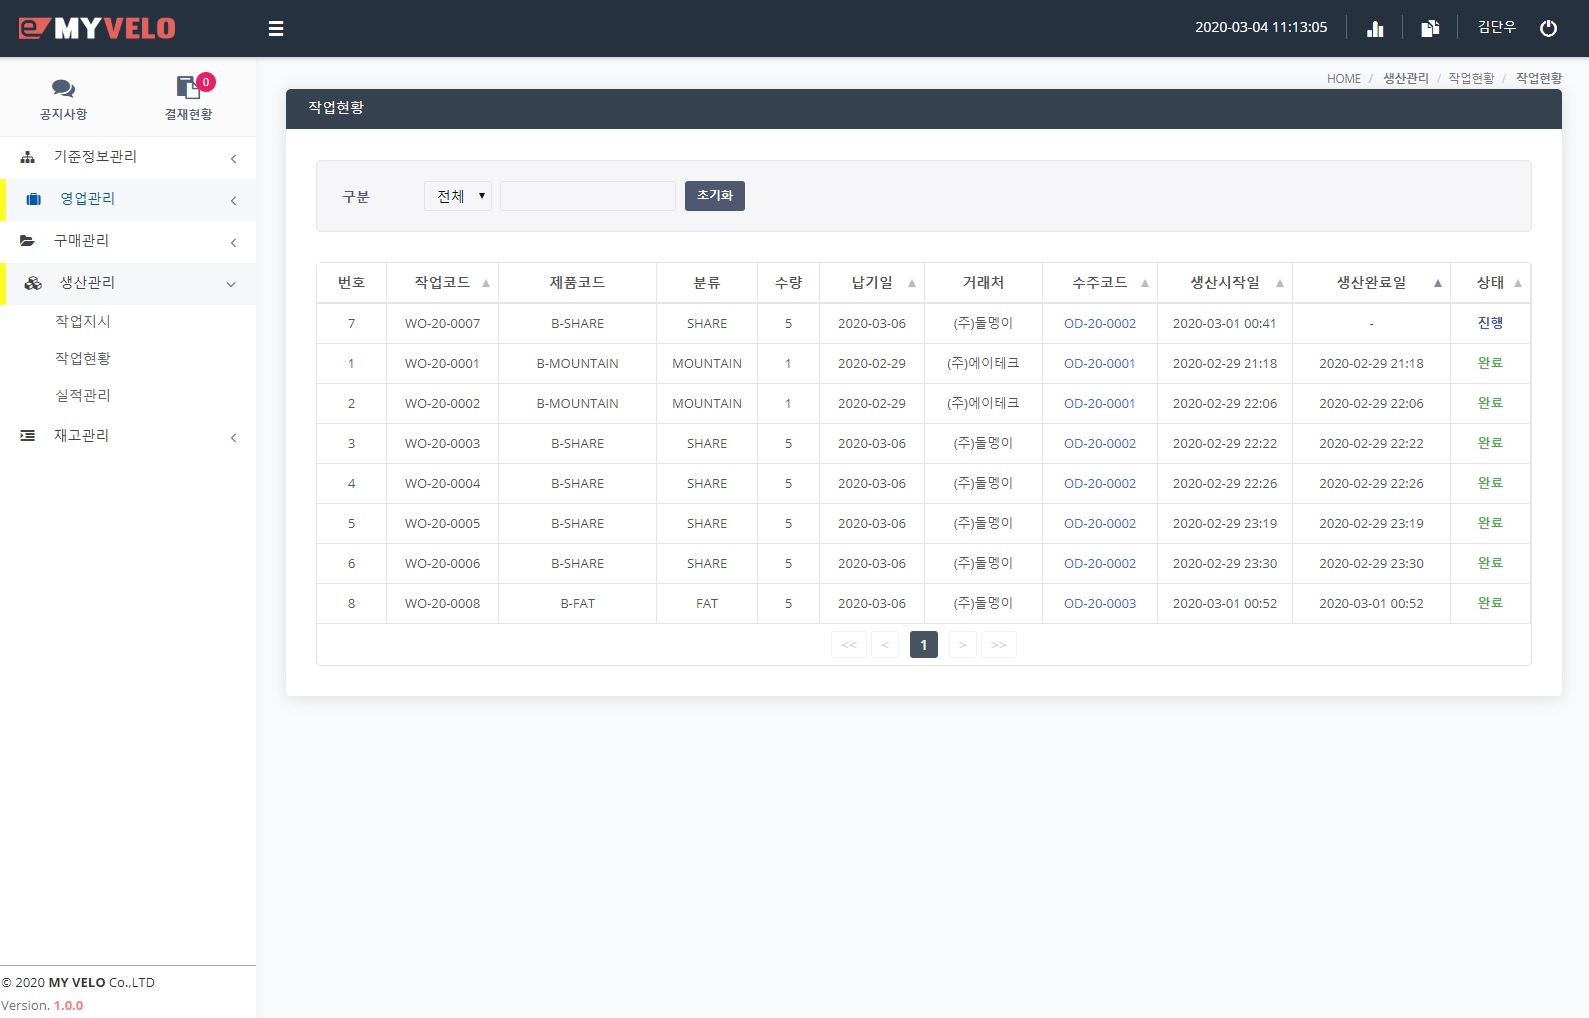 e MYVELO
2020-03-04 11:13:05
김단우
공지사항
결재현황
0
기준정보관리
영업관리
구매관리
생산관리
작업지시
작업현황
실적관리
재고관리
© 2020 MY VELO Co.,LTD
Version. 1.0.0
HOME / 생산관리 / 작업현황 / 작업현황
작업현황
구분 전체 초기화
번호 작업코드 제품코드 분류 수량 납기일 거래처 수주코드 생산시작일 생산완료일 상태
7 WO-20-0007 B-SHARE SHARE 5 2020-03-06 (주)돌멩이 OD-20-0002 2020-03-01 00:41 - 진행
1 WO-20-0001 B-MOUNTAIN MOUNTAIN 1 2020-02-29 (주)에이테크 OD-20-0001 2020-02-29 21:18 2020-02-29 21:18 완료
2 WO-20-0002 B-MOUNTAIN MOUNTAIN 1 2020-02-29 (주)에이테크 OD-20-0001 2020-02-29 22:06 2020-02-29 22:06 완료
3 WO-20-0003 B-SHARE SHARE 5 2020-03-06 (주)돌멩이 OD-20-0002 2020-02-29 22:22 2020-02-29 22:22 완료
4 WO-20-0004 B-SHARE SHARE 5 2020-03-06 (주)돌멩이 OD-20-0002 2020-02-29 22:26 2020-02-29 22:26 완료
5 WO-20-0005 B-SHARE SHARE 5 2020-03-06 (주)돌멩이 OD-20-0002 2020-02-29 23:19 2020-02-29 23:19 완료
6 WO-20-0006 B-SHARE SHARE 5 2020-03-06 (주)돌멩이 OD-20-0002 2020-02-29 23:30 2020-02-29 23:30 완료
8 WO-20-0008 B-FAT FAT 5 2020-03-06 (주)돌멩이 OD-20-0003 2020-03-01 00:52 2020-03-01 00:52 완료
<< < 1 > >>